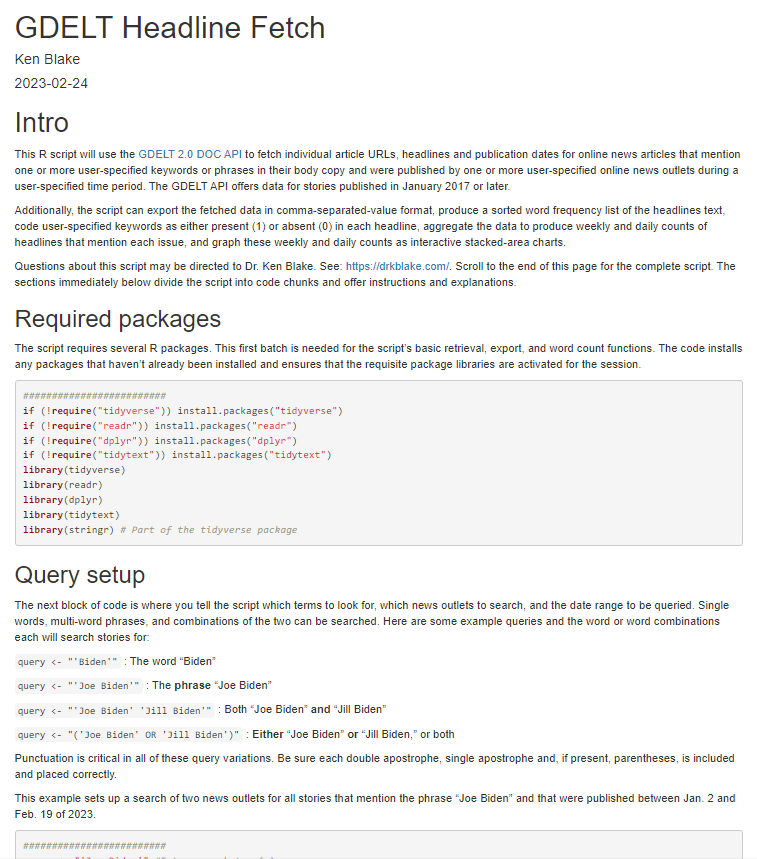 GDELT Headline Fetch
Ken Blake
2023-02-24
Intro
This R script will use the GDELT 2.0 DOC API to fetch individual article URLs, headlines and publication dates for online news articles that mention
one or more user-specified keywords or phrases in their body copy and were published by one or more user-specified online news outlets during a
user-specified time period. The GDELT API offers data for stories published in January 2017 or later.
Additionally, the script can export the fetched data in comma-separated-value format, produce a sorted word frequency list of the headlines text,
code user-specified keywords as either present (1) or absent (0) in each headline, aggregate the data to produce weekly and daily counts of
headlines that mention each issue, and graph these weekly and daily counts as interactive stacked-area charts.
Questions about this script may be directed to Dr. Ken Blake. See: https://drkblake.com/. Scroll to the end of this page for the complete script. The
sections immediately below divide the script into code chunks and offer instructions and explanations.
Required packages
The script requires several R packages. This first batch is needed for the script's basic retrieval, export, and word count functions. The code installs
any packages that haven't already been installed and ensures that the requisite package libraries are activated for the session.
#########################
if (!require("tidyverse")) install.packages("tidyverse")
if (!require("readr")) install.packages("readr")
if (!require("dplyr")) install.packages("dplyr")
if (!require("tidytext")) install.packages("tidytext")
library(tidyverse)
library(readr)
library(dplyr)
library(tidytext)
library(stringr) # Part of the tidyverse package
Query setup
The next block of code is where you tell the script which terms to look for, which news outlets to search, and the date range to be queried. Single
words, multi-word phrases, and combinations of the two can be searched. Here are some example queries and the word or word combinations
each will search stories for:
query <- "'Biden'" : The word “Biden”
query <- "'Joe Biden'" : The phrase “Joe Biden”
query <- "'Joe Biden' 'Jill Biden'" : Both “Joe Biden” and “Jill Biden”
query <- "('Joe Biden' OR 'Jill Biden')" : Either “Joe Biden” or “Jill Biden,” or both
Punctuation is critical in all of these query variations. Be sure each double apostrophe, single apostrophe and, if present, parentheses, is included
and placed correctly.
This example sets up a search of two news outlets for all stories that mention the phrase “Joe Biden” and that were published between Jan. 2 and
Feb. 19 of 2023.
#########################